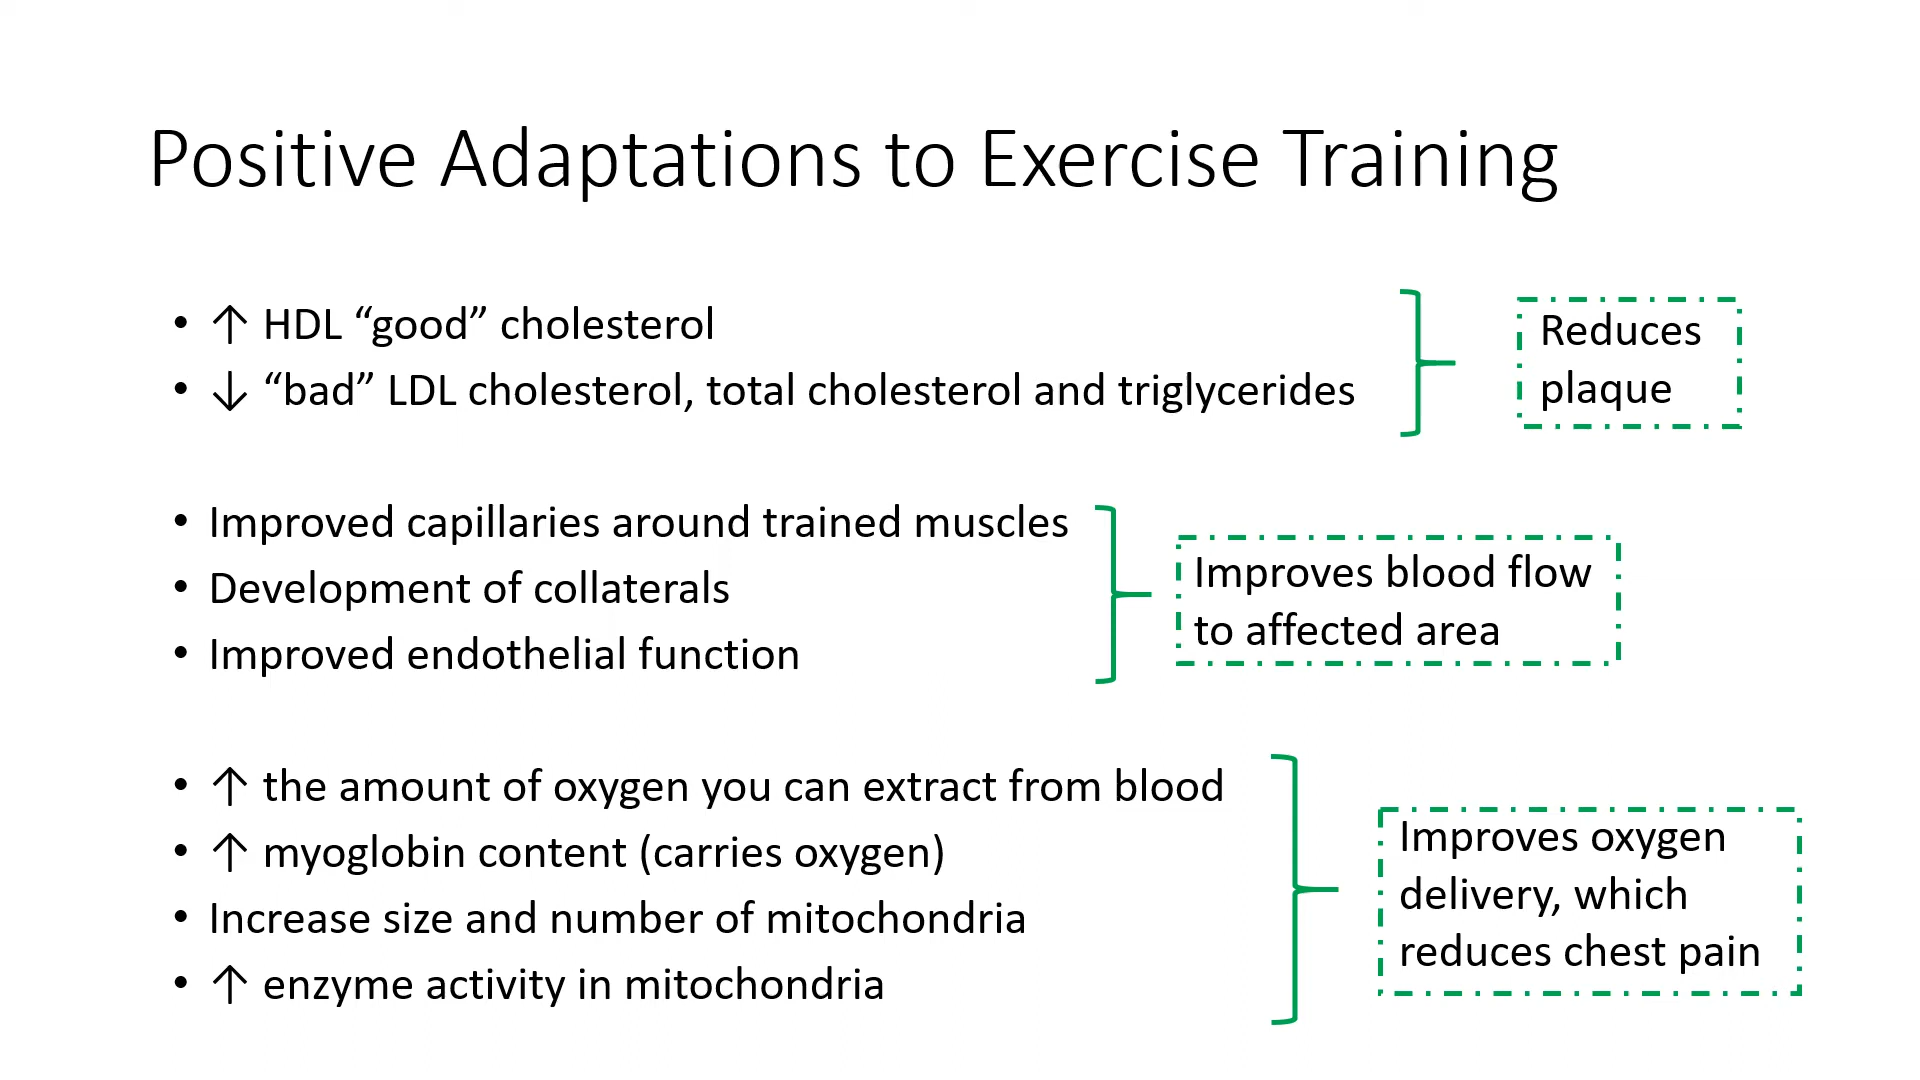 Positive Adaptations to Exercise Training
• ↑ HDL “good” cholesterol
• ↓ “bad” LDL cholesterol, total cholesterol and triglycerides
Reduces
plaque
• Improved capillaries around trained muscles
• Development of collaterals
• Improved endothelial function
Improves blood flow
to affected area
• ↑ the amount of oxygen you can extract from blood
• ↑ myoglobin content (carries oxygen)
• Increase size and number of mitochondria
• ↑ enzyme activity in mitochondria
Improves oxygen
delivery, which
reduces chest pain